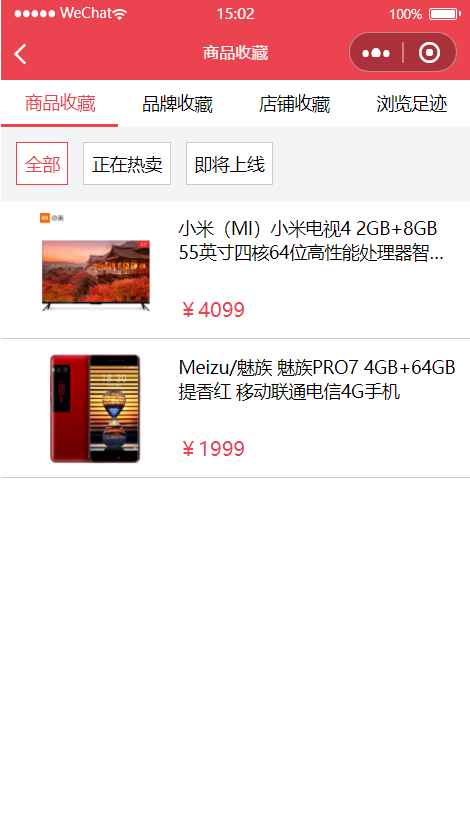 WeChat 15:02 100%
商品收藏
商品收藏 品牌收藏 店铺收藏 浏览足迹
全部 正在热卖 即将上线
小米
小米（MI）小米电视4 2GB+8GB
55英寸四核64位高性能处理器智...
￥4099
Meizu/魅族 魅族PRO7 4GB+64GB
提香红 移动联通电信4G手机
￥1999